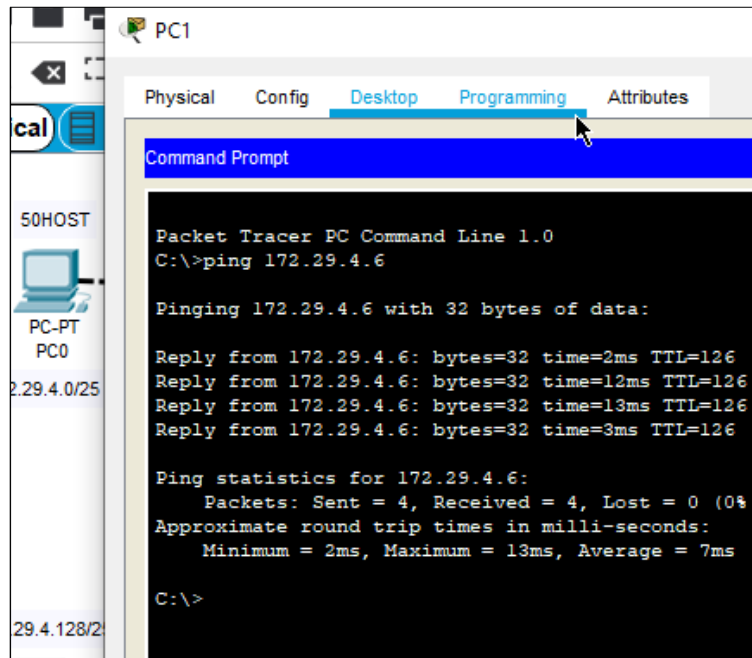 PC1
Physical Config Desktop Programming Attributes
ical
Command Prompt
50HOST
PC-PT
PC0
2.29.4.0/25
.29.4.128/2
Packet Tracer PC Command Line 1.0
C:\>ping 172.29.4.6
Pinging 172.29.4.6 with 32 bytes of data:
Reply from 172.29.4.6: bytes=32 time=2ms TTL=126
Reply from 172.29.4.6: bytes=32 time=12ms TTL=126
Reply from 172.29.4.6: bytes=32 time=13ms TTL=126
Reply from 172.29.4.6: bytes=32 time=3ms TTL=126
Ping statistics for 172.29.4.6:
Packets: Sent = 4, Received = 4, Lost = 0 (0%
Approximate round trip times in milli-seconds:
Minimum = 2ms, Maximum = 13ms, Average = 7ms
C:\>